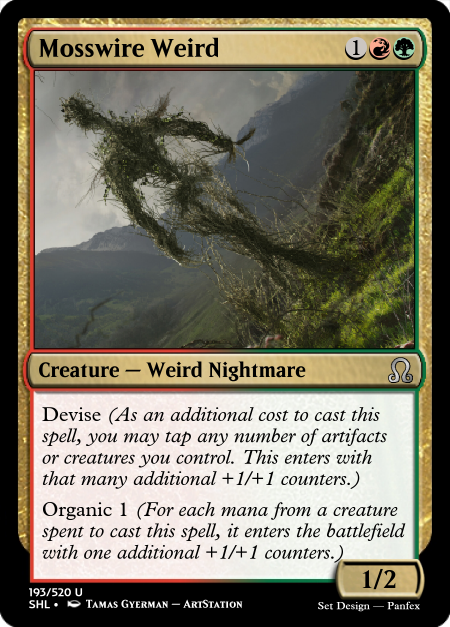 Mosswire Weird 1
Creature — Weird Nightmare
Devise (As an additional cost to cast this
spell, you may tap any number of artifacts
or creatures you control. This enters with
that many additional +1/+1 counters.)
Organic 1 (For each mana from a creature
spent to cast this spell, it enters the battlefield
with one additional +1/+1 counters.)
1/2
193/520 U
SHL • Tamas Gyerman — ArtStation
Set Design — Panfex